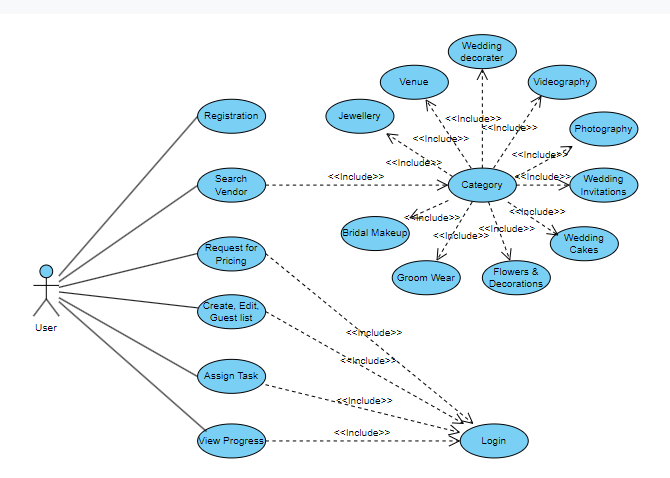 Wedding
decorater
Venue
Videography
Jewellery
Registration
<<Include>>
<<Include>>
Photography
<<Include>>
<<Include>>
<<Include>>
Search
Vendor
<<Include>>
Category
<<Include>>
Wedding
Invitations
<<Include>>
<<Include>>
Bridal Makeup
<<Include>>
<<Include>>
Wedding
Cakes
Request for
Pricing
Groom Wear
Flowers &
Decorations
Create, Edit,
Guest list
User
<<Include>>
<<Include>>
Assign Task
<<Include>>
<<Include>>
View Progress
Login